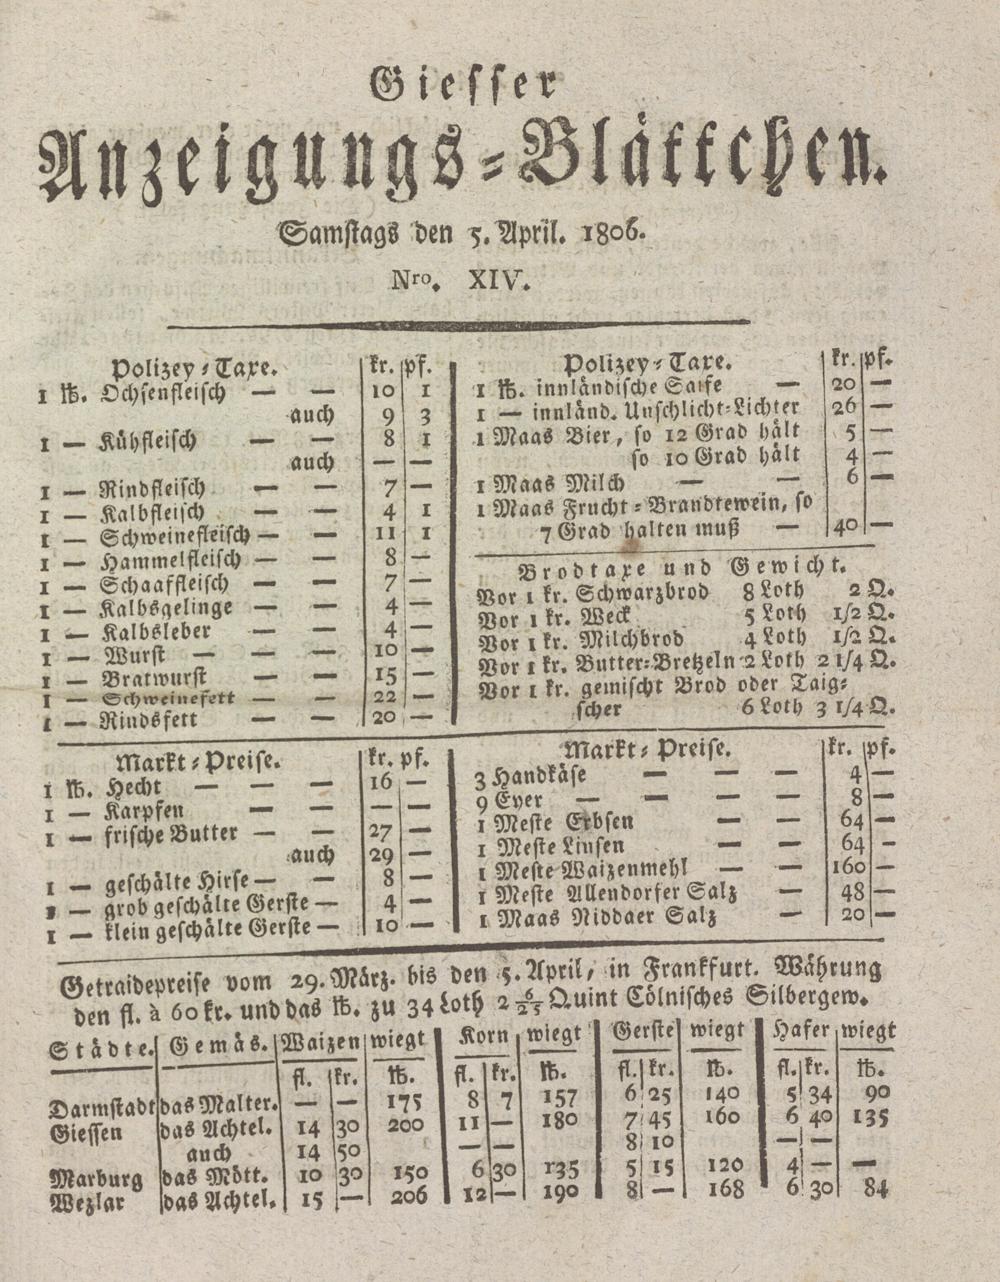 Giesser
Anzeigungs-Blättchen.
Samstags den 5. April. 1806.
Nro. XIV.
Polizey-Taxe. kr. pf.
1 ℔. Ochsenfleisch — — 10 1
auch 9 3
1 — Kühfleisch — — 8 1
auch — —
1 — Rindfleisch — — 7 —
1 — Kalbfleisch — — 4 1
1 — Schweinefleisch — — 11 1
1 — Hammelfleisch — — 8 —
1 — Schaaffleisch — — 7 —
1 — Kalbsgelinge — — 4 —
1 — Kalbsleber — — 4 —
1 — Wurst — — — 10 —
1 — Bratwurst — — 15 —
1 — Schweinefett — — 22 —
1 — Rindsfett — — 20 —
Polizey-Taxe. kr. pf.
1 ℔. innländische Saife — 20 —
1 — innländ. Unschlicht-Lichter 26 —
1 Maas Bier, so 12 Grad hält 5 —
so 10 Grad hält 4 —
1 Maas Milch — — 6 —
1 Maas Frucht-Brandtewein, so
7 Grad halten muß — 40 —
Brodtaxe und Gewicht.
Vor 1 kr. Schwarzbrod 8 Loth 2 Q.
Vor 1 kr. Weck 5 Loth 1/2 Q.
Vor 1 kr. Milchbrod 4 Loth 1/2 Q.
Vor 1 kr. Butter-Bretzeln 2 Loth 2 1/4 Q.
Vor 1 kr. gemischt Brod oder Taig-
scher 6 Loth 3 1/4 Q.
Markt-Preise. kr. pf.
1 ℔. Hecht — — — 16 —
1 — Karpfen — — — —
1 — frische Butter — — 27 —
auch 29 —
1 — geschälte Hirse — — 8 —
1 — grob geschälte Gerste — 4 —
1 — klein geschälte Gerste — 10 —
Markt-Preise. kr. pf.
3 Handkäse — — — 4 —
9 Eyer — — — — 8 —
1 Meste Erbsen — — 64 —
1 Meste Linsen — — 64 —
1 Meste Waizenmehl — — 160 —
1 Meste Allendorfer Salz — 48 —
1 Maas Niddaer Salz — 20 —
Getraidepreise vom 29. März. bis den 5. April, in Frankfurt. Währung
den fl. à 60 kr. und das ℔. zu 34 Loth 2 6/25 Quint Cölnisches Silbergew.
Städte. Gemäs. Waizen wiegt Korn wiegt Gerste wiegt Hafer wiegt
fl. kr. ℔. fl. kr. ℔. fl. kr. ℔. fl. kr. ℔.
Darmstadt das Malter. — — 175 8 7 157 6 25 140 5 34 90
Giessen das Achtel. 14 30 200 11 — 180 7 45 160 6 40 135
auch 14 50 — — 8 10 — —
Marburg das Mött. 10 30 150 6 30 135 5 15 120 4 — —
Wezlar das Achtel. 15 — 206 12 — 190 8 — 168 6 30 84